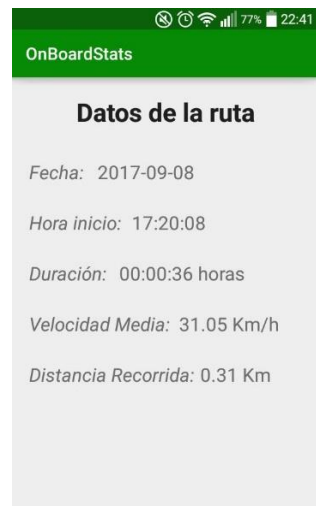 77% 22:41
OnBoardStats
Datos de la ruta
Fecha: 2017-09-08
Hora inicio: 17:20:08
Duración: 00:00:36 horas
Velocidad Media: 31.05 Km/h
Distancia Recorrida: 0.31 Km